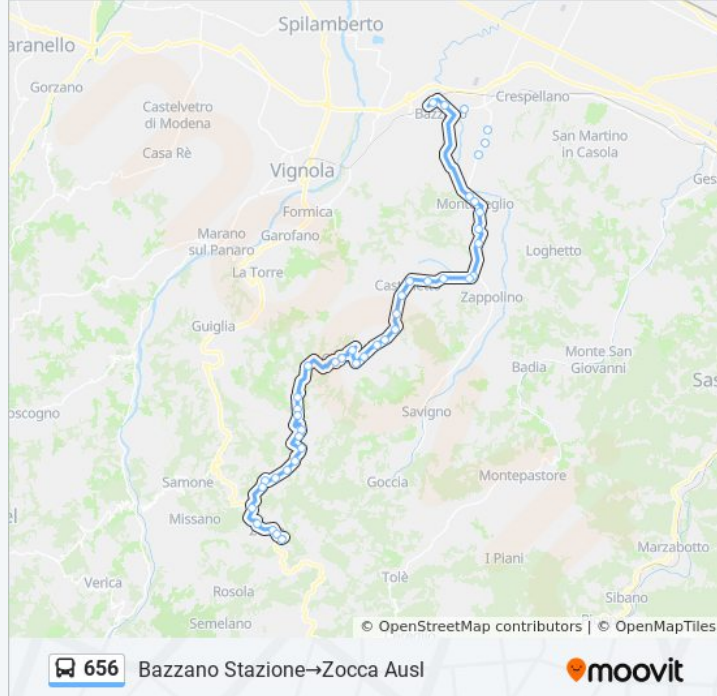 Spilamberto
aranello
Gorzano
Crespellano
Castelvetro
di Modena
San Martino
in Casola
Casa Rè
Ges
Vignola
Formica
Marano
sul Panaro
Garofano
Loghetto
La Torre
Zappolino
Guiglia
Monte San
Giovanni
Badia
Sas
oscogno
Savigno
Samone
Goccia
Montepastore
el
Missano
Marzabotto
I Piani
Verica
Tolè
Rosola
Sibano
Semelano
© OpenStreetMap contributors | © OpenMapTiles
656 Bazzano Stazione→Zocca Ausl
moovit